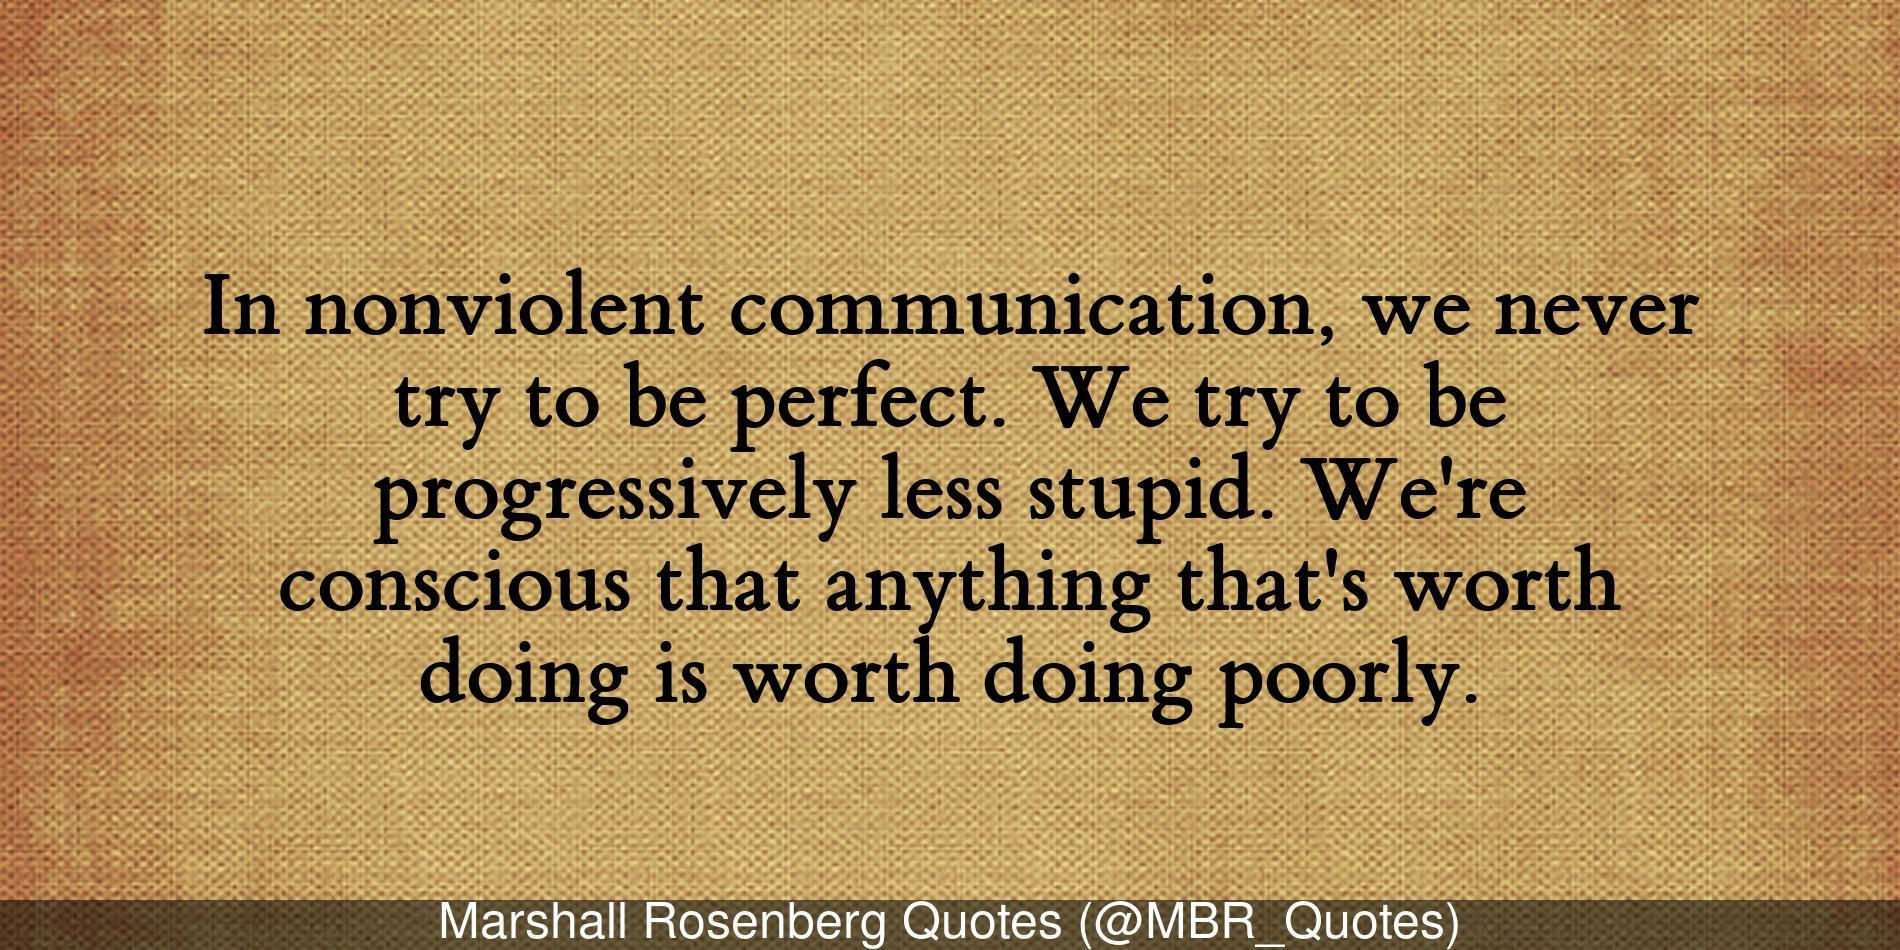 In nonviolent communication, we never
try to be perfect. We try to be
progressively less stupid. We're
conscious that anything that's worth
doing is worth doing poorly.
Marshall Rosenberg Quotes (@MBR_Quotes)